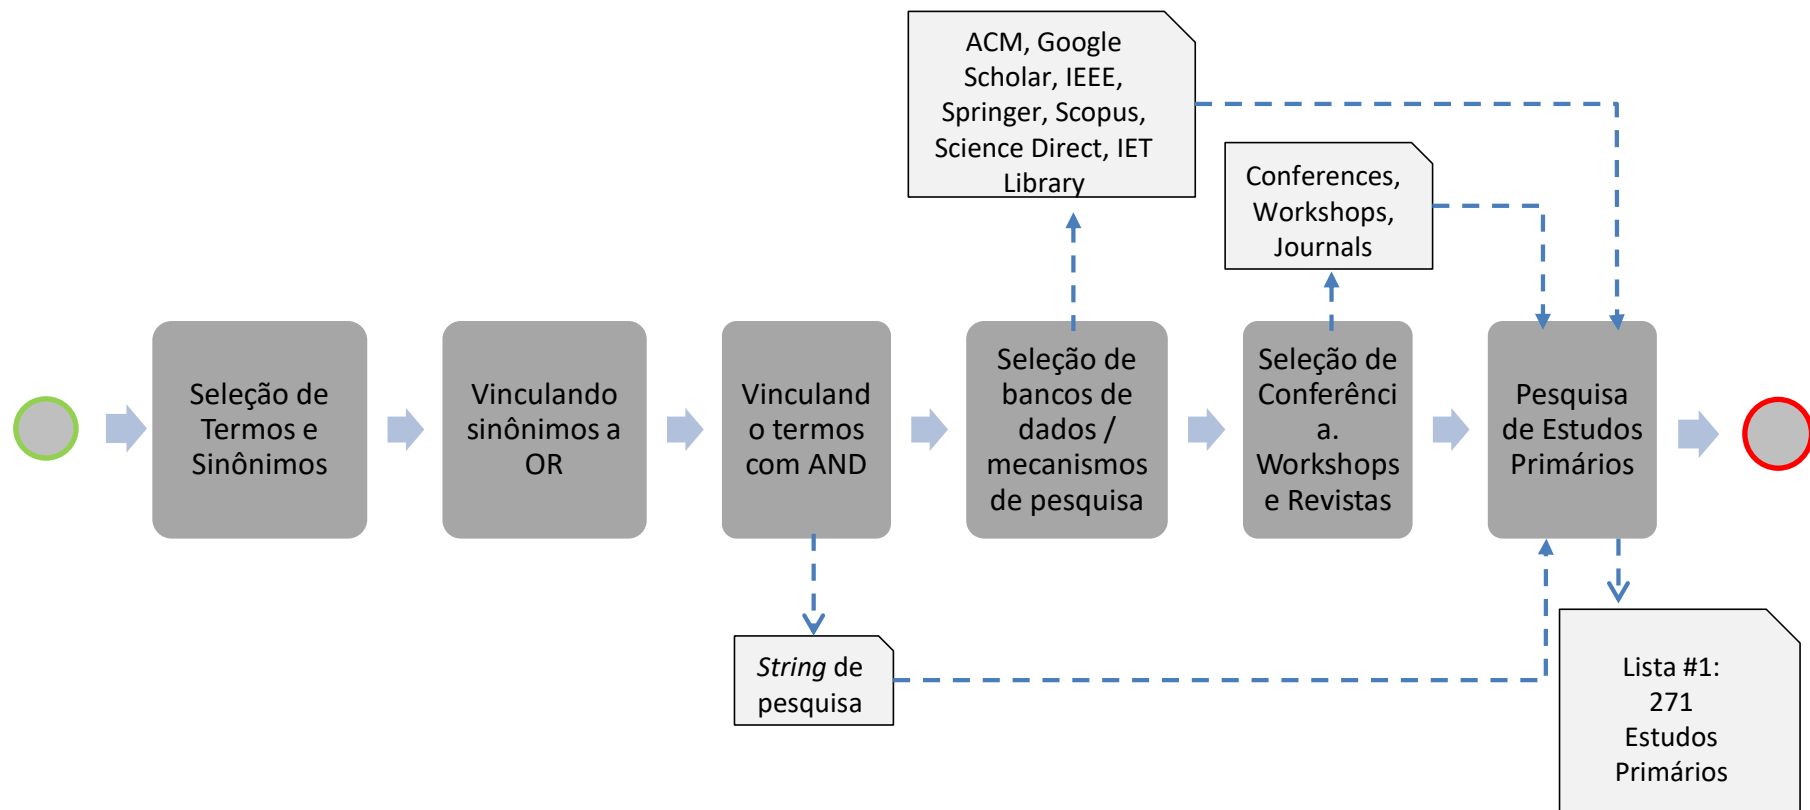 ACM, Google
Scholar, IEEE,
Springer, Scopus,
Science Direct, IET
Library
Conferences,
Workshops,
Journals
Seleção de
Termos e
Sinônimos
Vinculando
sinônimos a
OR
Vinculand
o termos
com AND
Seleção de
bancos de
dados /
mecanismos
de pesquisa
Seleção de
Conferênci
a.
Workshops
e Revistas
Pesquisa
de Estudos
Primários
String de
pesquisa
Lista #1:
271
Estudos
Primários